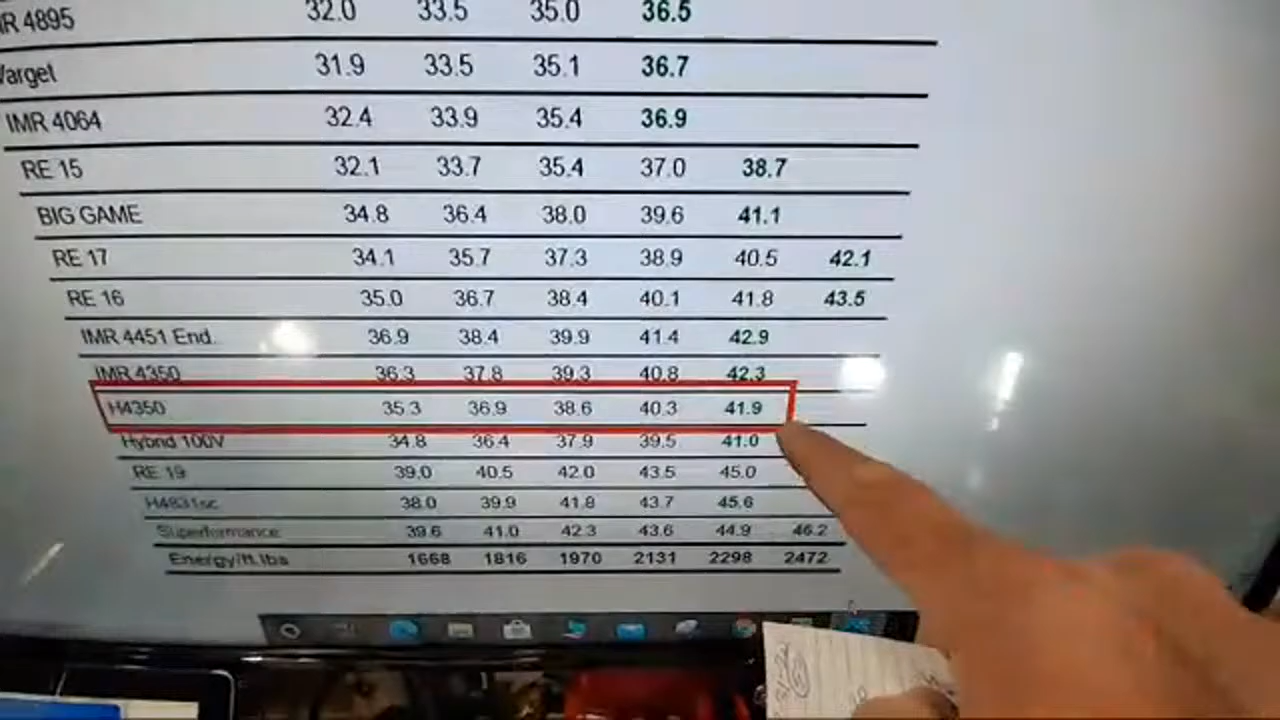 IR 4895 32.0 33.5 35.0 36.5
Varget 31.9 33.5 35.1 36.7
IMR 4064 32.4 33.9 35.4 36.9
RE 15 32.1 33.7 35.4 37.0 38.7
BIG GAME 34.8 36.4 38.0 39.6 41.1
RE 17 34.1 35.7 37.3 38.9 40.5 42.1
RE 16 35.0 36.7 38.4 40.1 41.8 43.5
IMR 4451 End. 36.9 38.4 39.9 41.4 42.9
IMR 4350 36.3 37.8 39.3 40.8 42.3
H4350 35.3 36.9 38.6 40.3 41.9
Hybrid 100V 34.8 36.4 37.9 39.5 41.0
RE 19 39.0 40.5 42.0 43.5 45.0
H4831sc 38.0 39.9 41.8 43.7 45.6
Superformance 39.6 41.0 42.3 43.6 44.9 46.2
Energy/ft.lbs 1668 1816 1970 2131 2298 2472